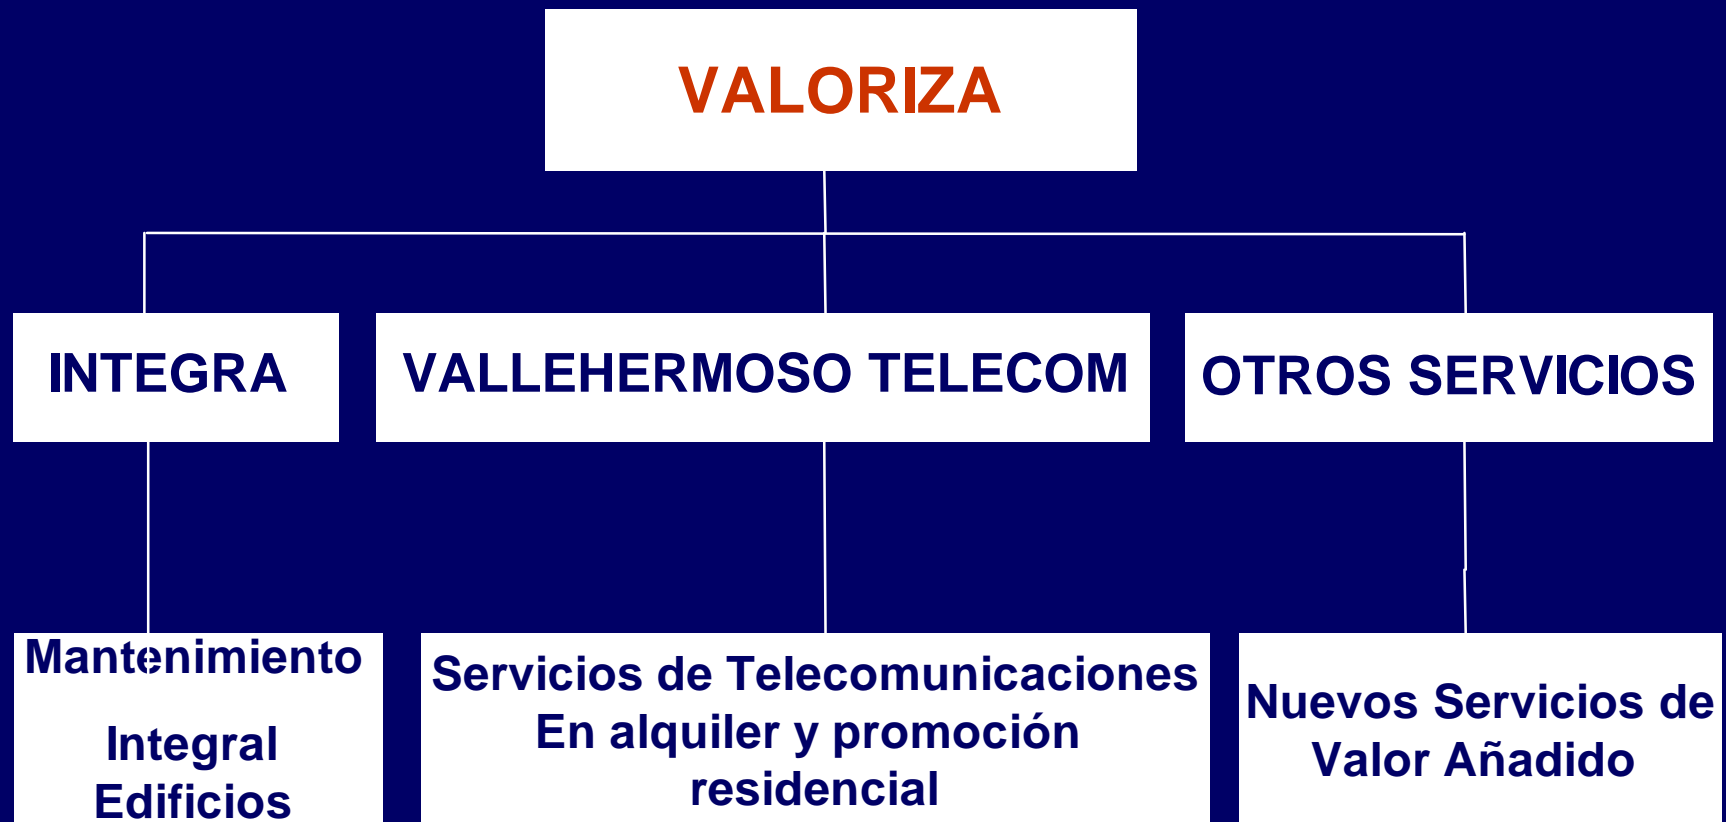 VALORIZA
INTEGRA
VALLEHERMOSO TELECOM
OTROS SERVICIOS
Mantenimiento
Integral
Edificios
Servicios de Telecomunicaciones
En alquiler y promoción
residencial
Nuevos Servicios de
Valor Añadido